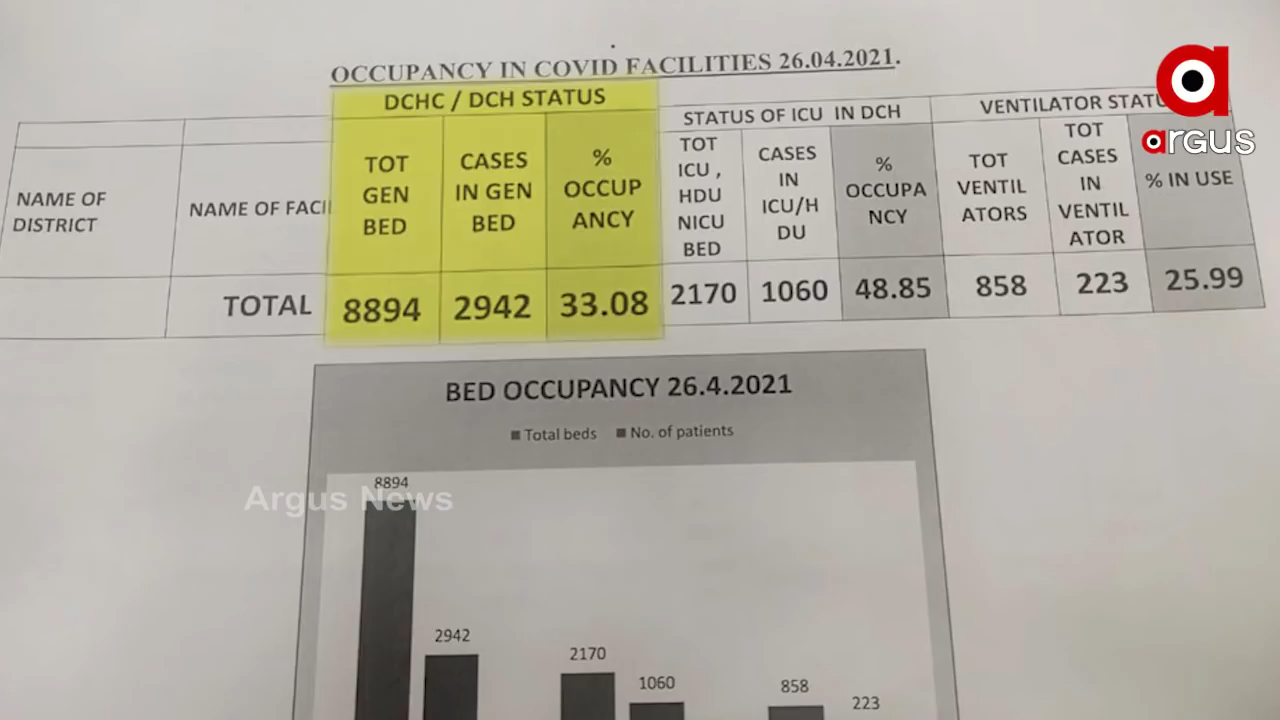 OCCUPANCY IN COVID FACILITIES 26.04.2021.
argus
DCHC / DCH STATUS
STATUS OF ICU IN DCH
VENTILATOR STATU
NAME OF
DISTRICT
NAME OF FACI
TOT
GEN
BED
CASES
IN GEN
BED
%
OCCUP
ANCY
TOT
ICU ,
HDU
NICU
BED
CASES
IN
ICU/H
DU
%
OCCUPA
NCY
TOT
VENTIL
ATORS
TOT
CASES
IN
VENTIL
ATOR
% IN USE
TOTAL 8894 2942 33.08 2170 1060 48.85 858 223 25.99
BED OCCUPANCY 26.4.2021
Total beds No. of patients
8894
Argus News
2942
2170
1060
858
223